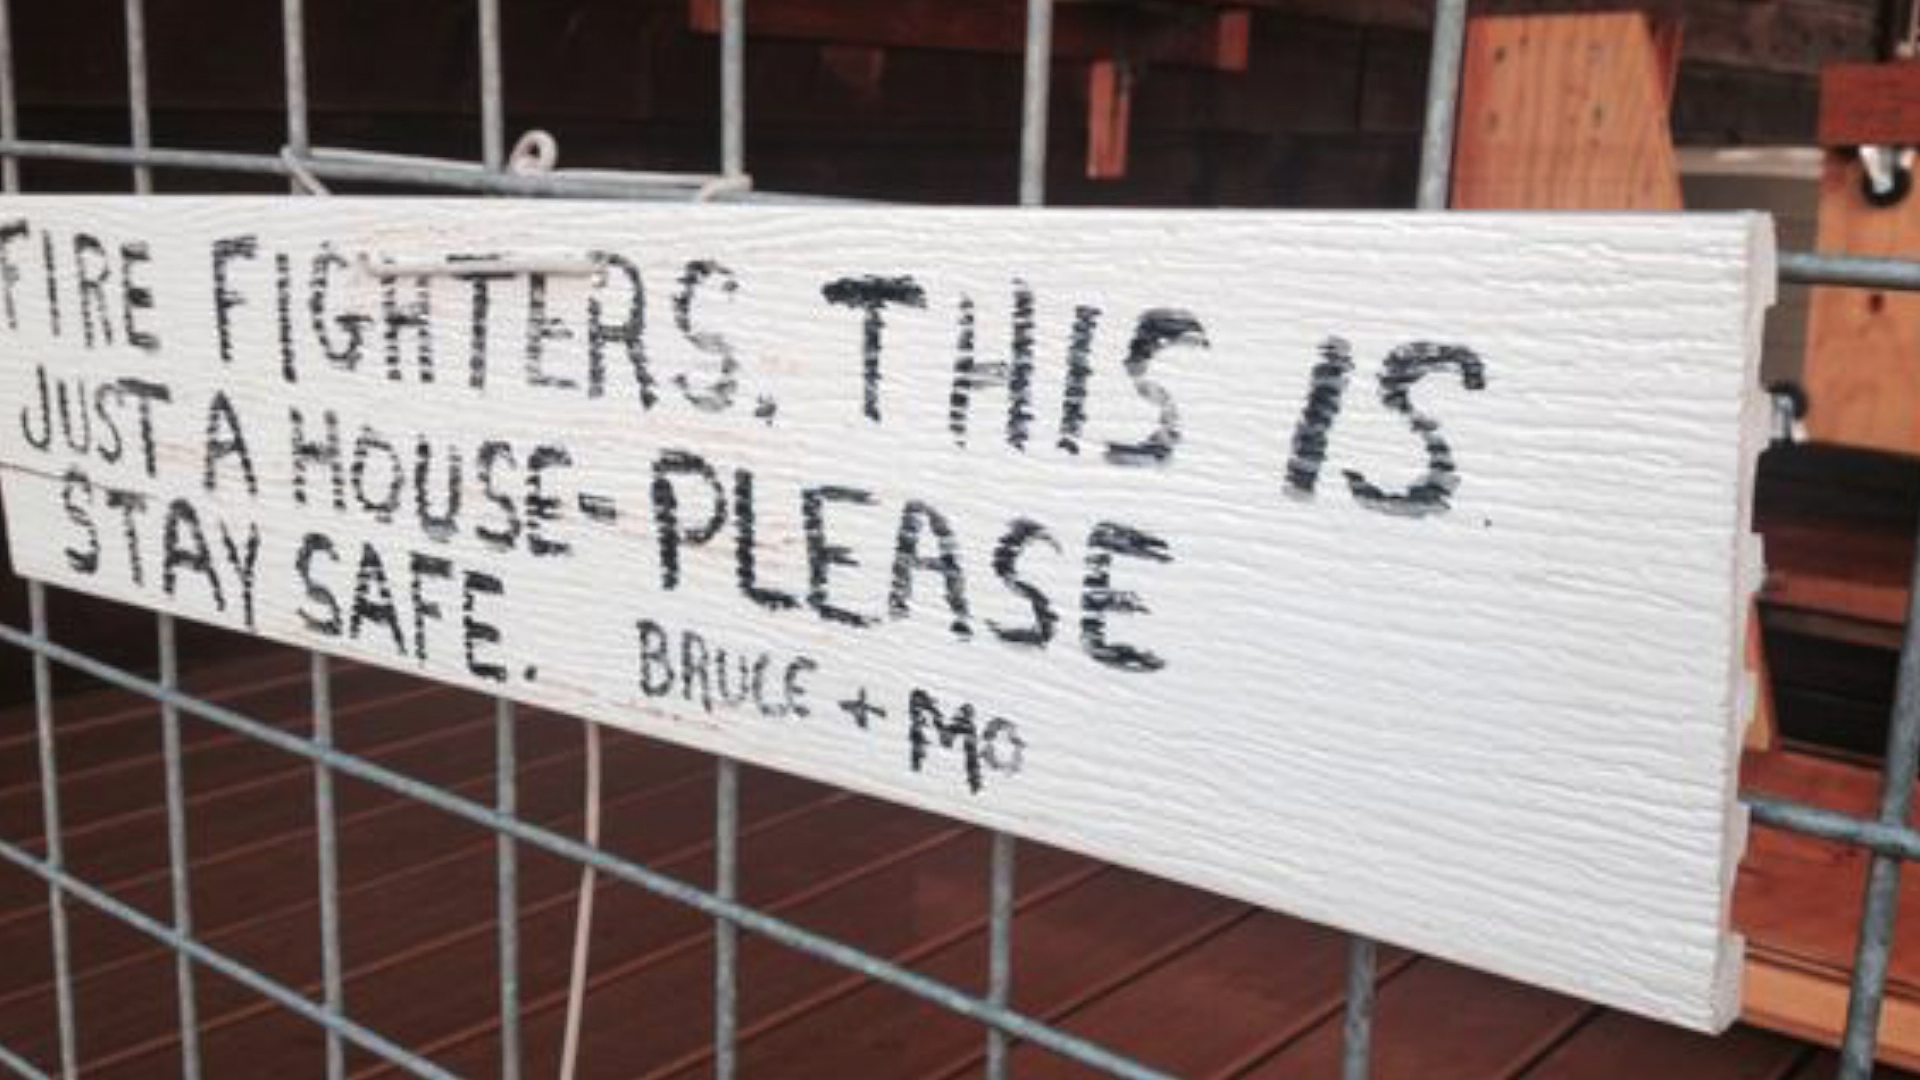 FIRE FIGHTERS. THIS IS
JUST A HOUSE - PLEASE
STAY SAFE.
BRUCE + MO